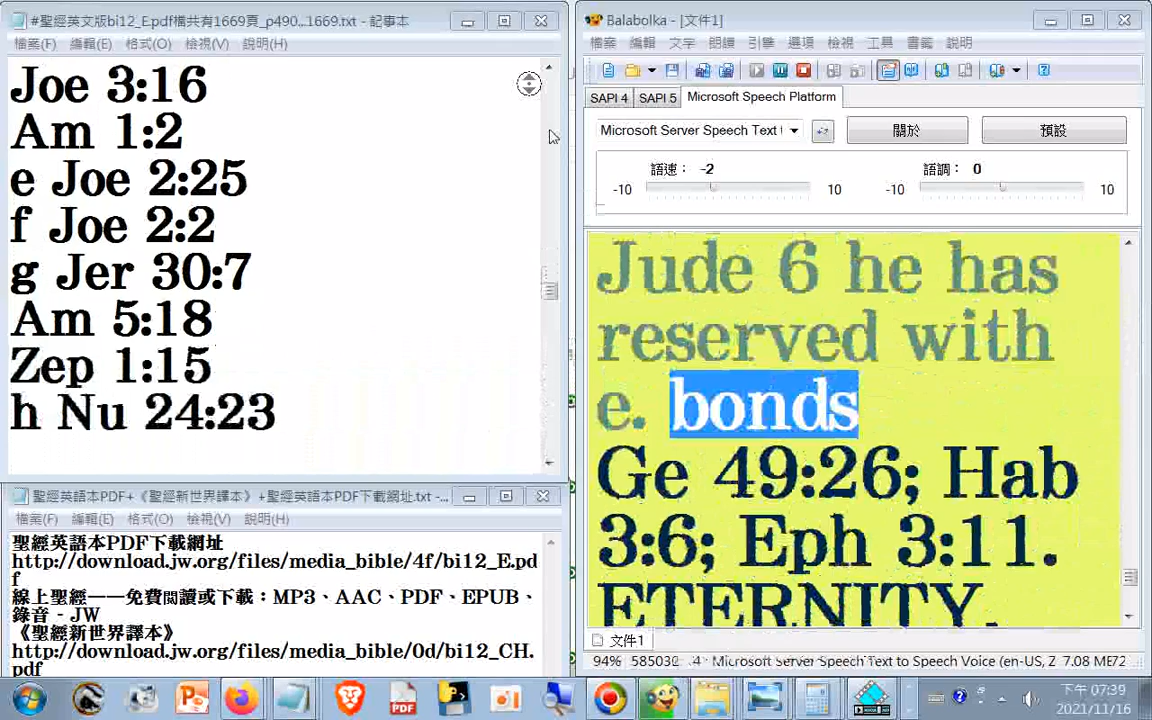 #聖經英文版bi12_E.pdf檔共有1669頁_p490...1669.txt - 記事本
檔案(F) 編輯(E) 格式(O) 檢視(V) 說明(H)
Joe 3:16
Am 1:2
e Joe 2:25
f Joe 2:2
g Jer 30:7
Am 5:18
Zep 1:15
h Nu 24:23
聖經英語本PDF+《聖經新世界譯本》+聖經英語本PDF下載網址.txt -...
檔案(F) 編輯(E) 格式(O) 檢視(V) 說明(H)
聖經英語本PDF下載網址
http://download.jw.org/files/media_bible/4f/bi12_E.pd
f
線上聖經——免費閱讀或下載：MP3、AAC、PDF、EPUB、
錄音 - JW
《聖經新世界譯本》
http://download.jw.org/files/media_bible/0d/bi12_CH.
pdf
Balabolka - [文件1]
檔案 編輯 文字 朗讀 引擎 選項 檢視 工具 書籤 說明
SAPI 4 SAPI 5 Microsoft Speech Platform
Microsoft Server Speech Text 關於 預設
語速： -2 語調： 0
-10 10 -10 10
Jude 6 he has
reserved with
e. bonds
Ge 49:26; Hab
3:6; Eph 3:11.
ETERNITY.
文件1
94% 585032 Microsoft Server Speech Text to Speech Voice (en-US, Z 7.08 ME72
下午 07:39
2021/11/16